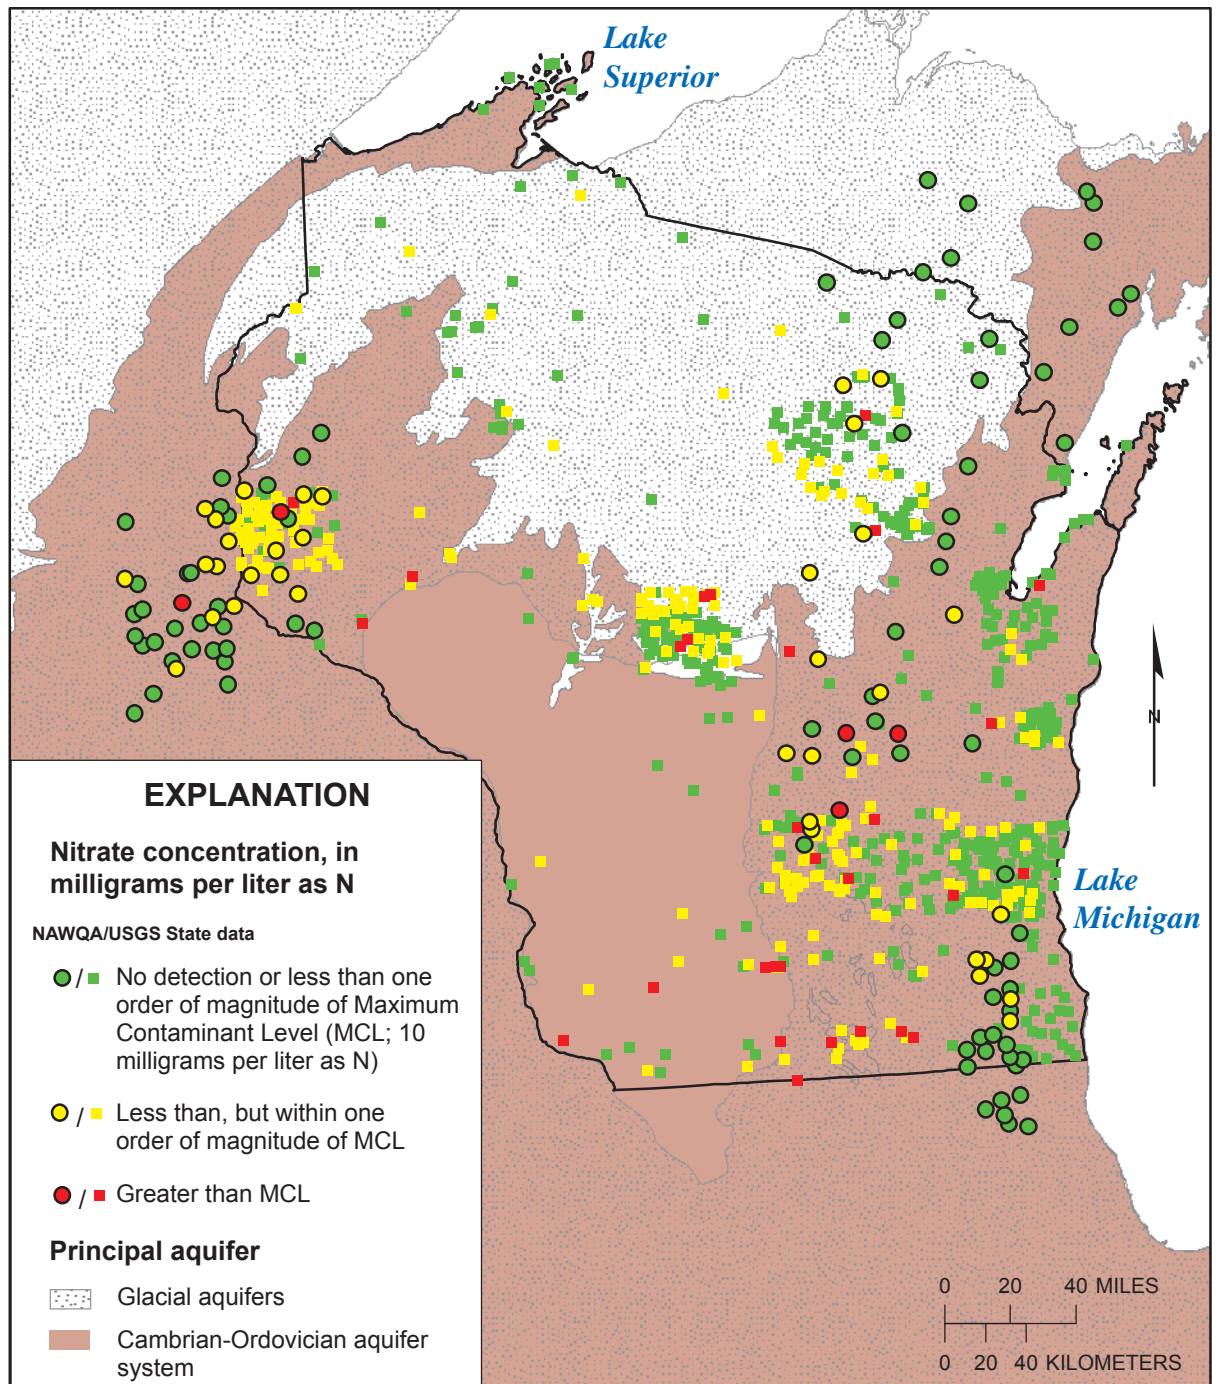 Lake
Superior
N
Lake
Michigan
EXPLANATION
Nitrate concentration, in
milligrams per liter as N
NAWQA/USGS State data
/ No detection or less than one
order of magnitude of Maximum
Contaminant Level (MCL; 10
milligrams per liter as N)
/ Less than, but within one
order of magnitude of MCL
/ Greater than MCL
Principal aquifer
Glacial aquifers
Cambrian-Ordovician aquifer
system
0 20 40 MILES
0 20 40 KILOMETERS